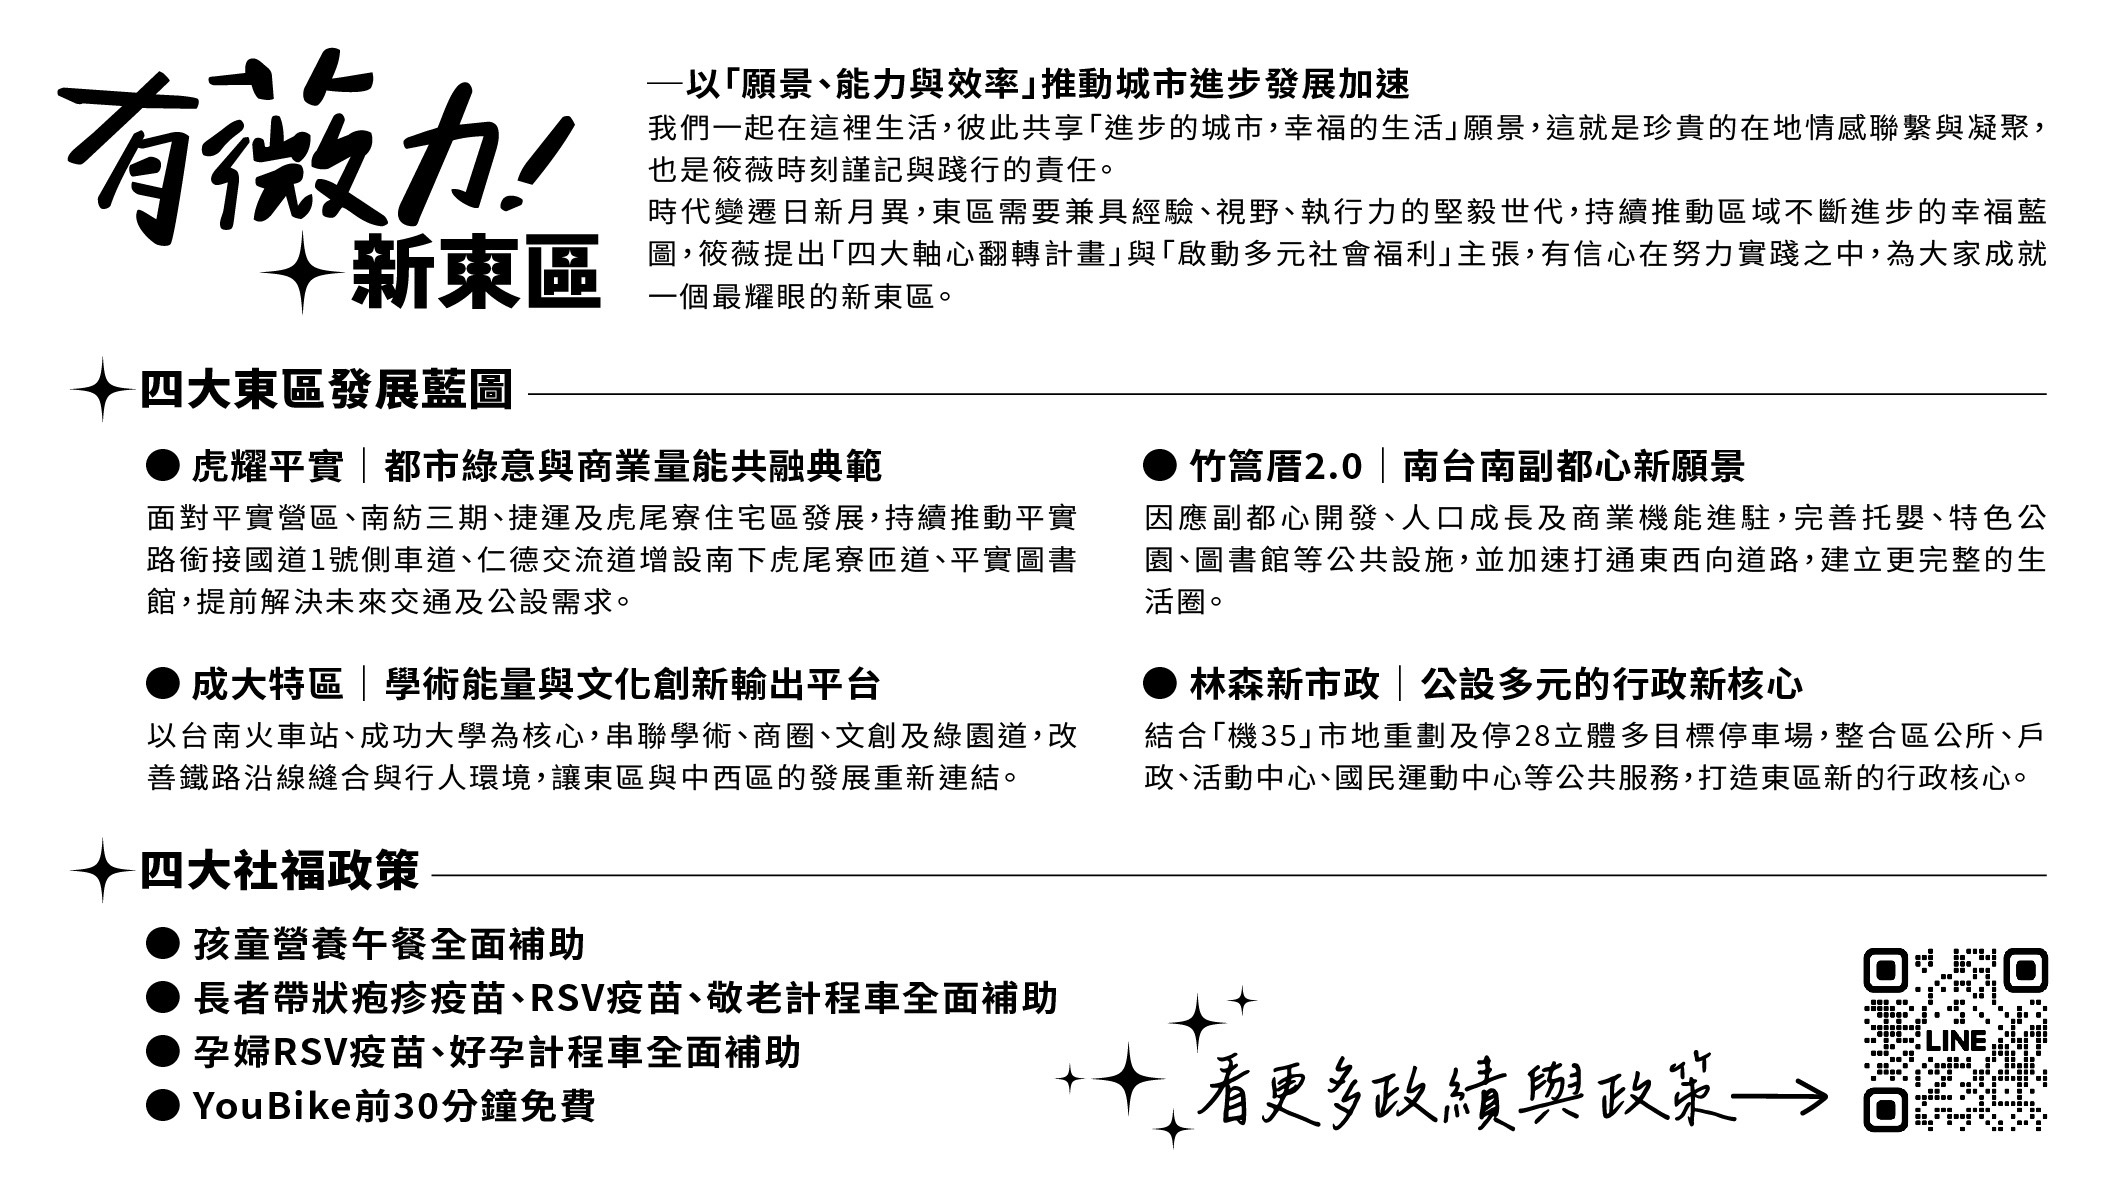 有薇力!
新東區
—以「願景、能力與效率」推動城市進步發展加速
我們一起在這裡生活,彼此共享「進步的城市,幸福的生活」願景,這就是珍貴的在地情感聯繫與凝聚,
也是筱薇時刻謹記與踐行的責任。
時代變遷日新月異,東區需要兼具經驗、視野、執行力的堅毅世代,持續推動區域不斷進步的幸福藍
圖,筱薇提出「四大軸心翻轉計畫」與「啟動多元社會福利」主張,有信心在努力實踐之中,為大家成就
一個最耀眼的新東區。
四大東區發展藍圖
● 虎耀平實|都市綠意與商業量能共融典範
面對平實營區、南紡三期、捷運及虎尾寮住宅區發展,持續推動平實
路銜接國道1號側車道、仁德交流道增設南下虎尾寮匝道、平實圖書
館,提前解決未來交通及公設需求。
● 竹篙厝2.0|南台南副都心新願景
因應副都心開發、人口成長及商業機能進駐,完善托嬰、特色公
園、圖書館等公共設施,並加速打通東西向道路,建立更完整的生
活圈。
● 成大特區|學術能量與文化創新輸出平台
以台南火車站、成功大學為核心,串聯學術、商圈、文創及綠園道,改
善鐵路沿線縫合與行人環境,讓東區與中西區的發展重新連結。
● 林森新市政|公設多元的行政新核心
結合「機35」市地重劃及停28立體多目標停車場,整合區公所、戶
政、活動中心、國民運動中心等公共服務,打造東區新的行政核心。
四大社福政策
● 孩童營養午餐全面補助
● 長者帶狀疱疹疫苗、RSV疫苗、敬老計程車全面補助
● 孕婦RSV疫苗、好孕計程車全面補助
● YouBike前30分鐘免費
看更多政績與政策
LINE